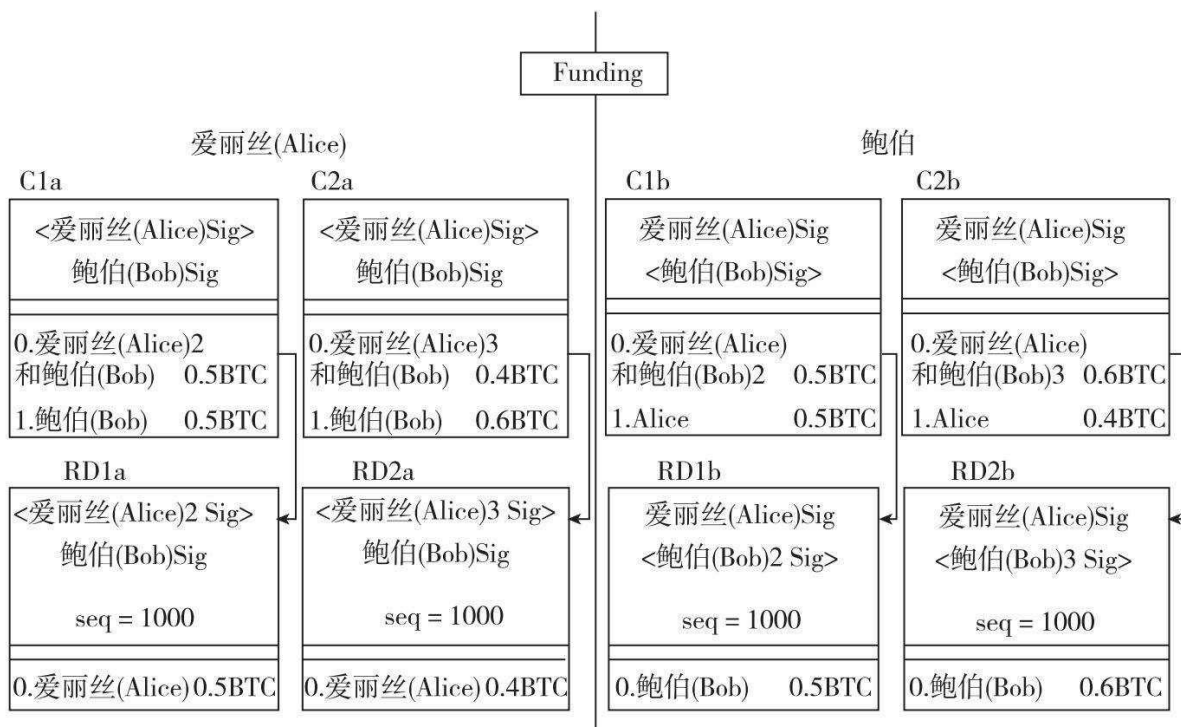 Funding
爱丽丝(Alice)
鲍伯
C1a
<爱丽丝(Alice)Sig>
鲍伯(Bob)Sig
0.爱丽丝(Alice)2
和鲍伯(Bob) 0.5BTC
1.鲍伯(Bob) 0.5BTC
C2a
<爱丽丝(Alice)Sig>
鲍伯(Bob)Sig
0.爱丽丝(Alice)3
和鲍伯(Bob) 0.4BTC
1.鲍伯(Bob) 0.6BTC
C1b
爱丽丝(Alice)Sig
<鲍伯(Bob)Sig>
0.爱丽丝(Alice)
和鲍伯(Bob)2 0.5BTC
1.Alice 0.5BTC
C2b
爱丽丝(Alice)Sig
<鲍伯(Bob)Sig>
0.爱丽丝(Alice)
和鲍伯(Bob)3 0.6BTC
1.Alice 0.4BTC
RD1a
<爱丽丝(Alice)2 Sig>
鲍伯(Bob)Sig
seq = 1000
0.爱丽丝(Alice) 0.5BTC
RD2a
<爱丽丝(Alice)3 Sig>
鲍伯(Bob)Sig
seq = 1000
0.爱丽丝(Alice) 0.4BTC
RD1b
爱丽丝(Alice)Sig
<鲍伯(Bob)2 Sig>
seq = 1000
0.鲍伯(Bob) 0.5BTC
RD2b
爱丽丝(Alice)Sig
<鲍伯(Bob)3 Sig>
seq = 1000
0.鲍伯(Bob) 0.6BTC